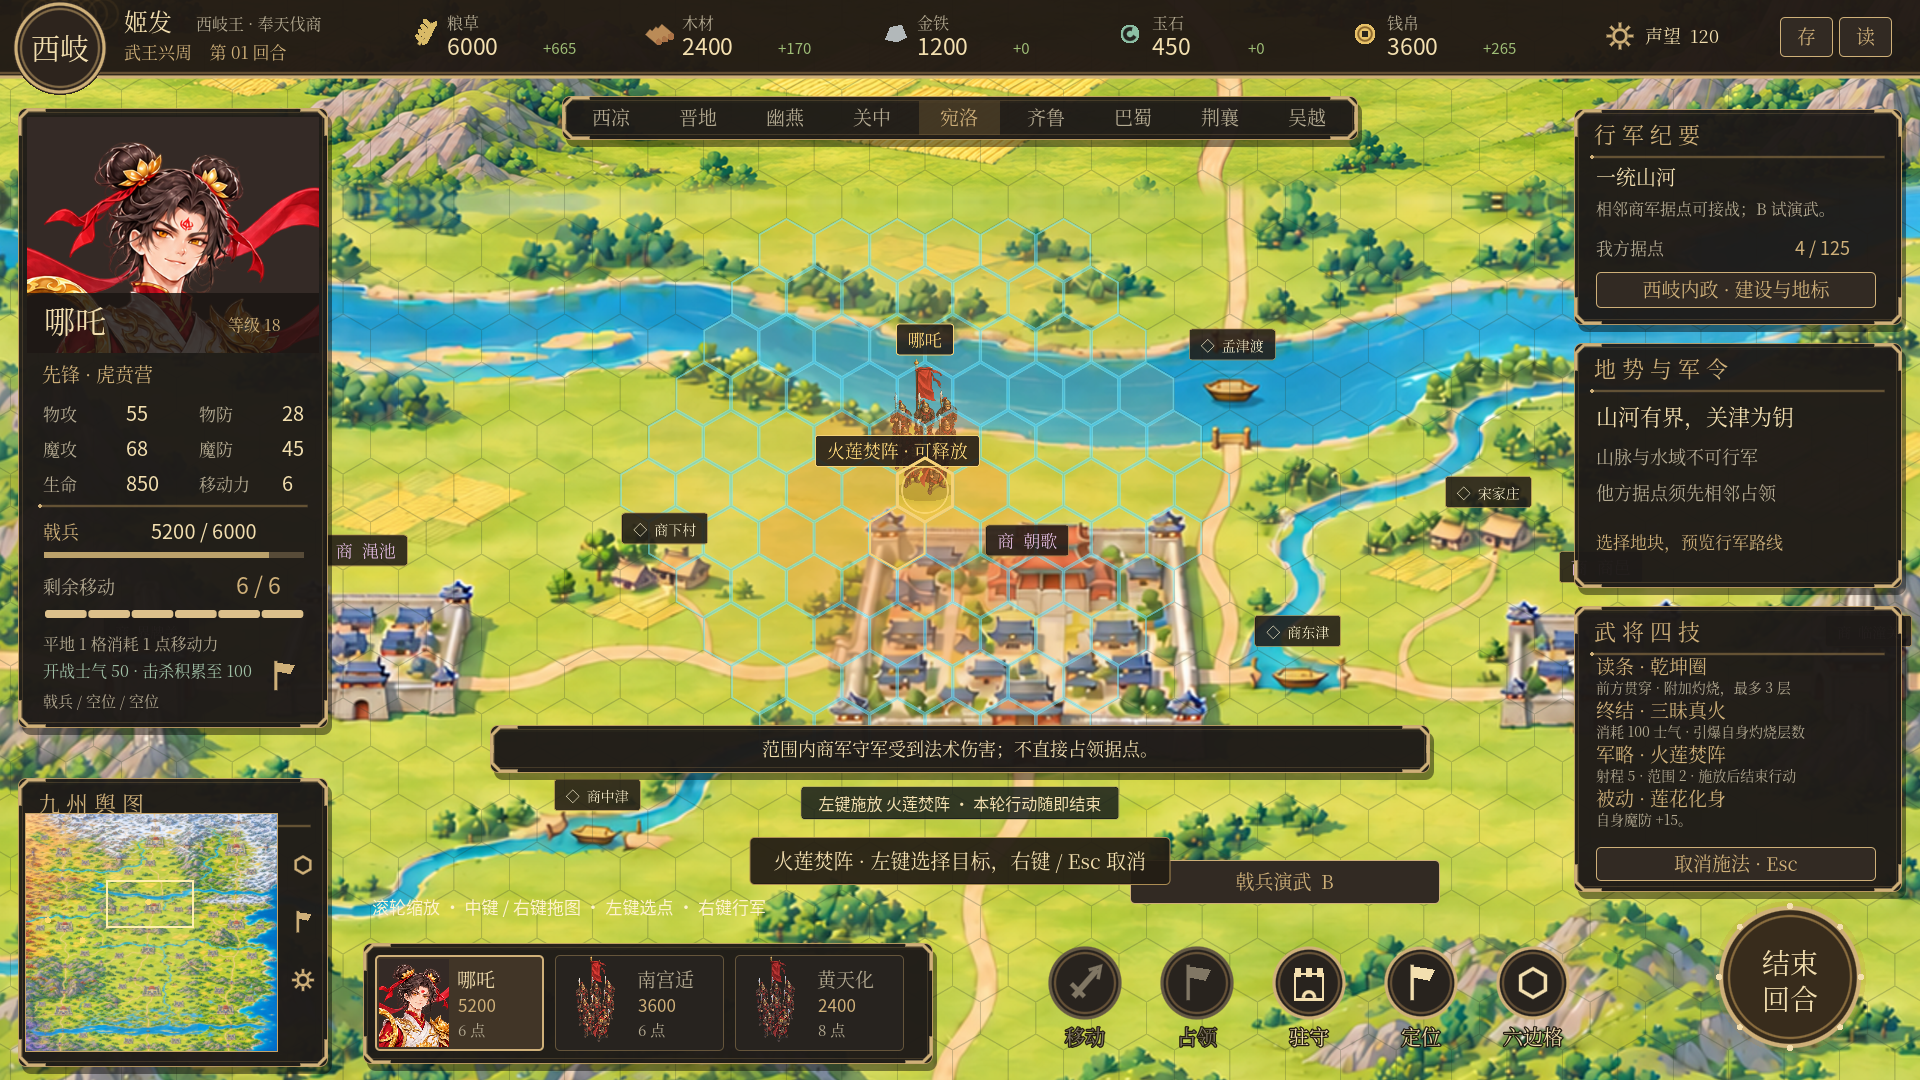 西岐
姬发 西岐王 · 奉天伐商
武王兴周 第 01 回合
粮草 6000 +665
木材 2400 +170
金铁 1200 +0
玉石 450 +0
钱帛 3600 +265
声望 120
存 读
西凉 晋地 幽燕 关中 宛洛 齐鲁 巴蜀 荆襄 吴越
哪吒 等级 18
先锋 · 虎贲营
物攻 55 物防 28
魔攻 68 魔防 45
生命 850 移动力 6
戟兵 5200 / 6000
剩余移动 6 / 6
平地 1 格消耗 1 点移动力
开战士气 50 · 击杀积累至 100
戟兵 / 空位 / 空位
九州舆图
哪吒
火莲焚阵 · 可释放
◇ 孟津渡
◇ 宋家庄
◇ 商下村
商 渑池
商 朝歌
◇ 商东津
◇ 商中津
行军纪要
一统山河
相邻商军据点可接战；B 试演武。
我方据点 4 / 125
西岐内政 · 建设与地标
地势与军令
山河有界，关津为钥
山脉与水域不可行军
他方据点须先相邻占领
选择地块，预览行军路线
武将四技
读条 · 乾坤圈
前方贯穿 · 附加灼烧，最多 3 层
终结 · 三昧真火
消耗 100 士气 · 引爆自身灼烧层数
军略 · 火莲焚阵
射程 5 · 范围 2 · 施放后结束行动
被动 · 莲花化身
自身魔防 +15。
取消施法 · Esc
范围内商军守军受到法术伤害；不直接占领据点。
左键施放 火莲焚阵 · 本轮行动随即结束
火莲焚阵 · 左键选择目标，右键 / Esc 取消
戟兵演武 B
滚轮缩放 · 中键 / 右键拖图 · 左键选点 · 右键行军
哪吒 5200 6 点
南宫适 3600 6 点
黄天化 2400 8 点
移动 占领 驻守 定位 六边格
结束
回合